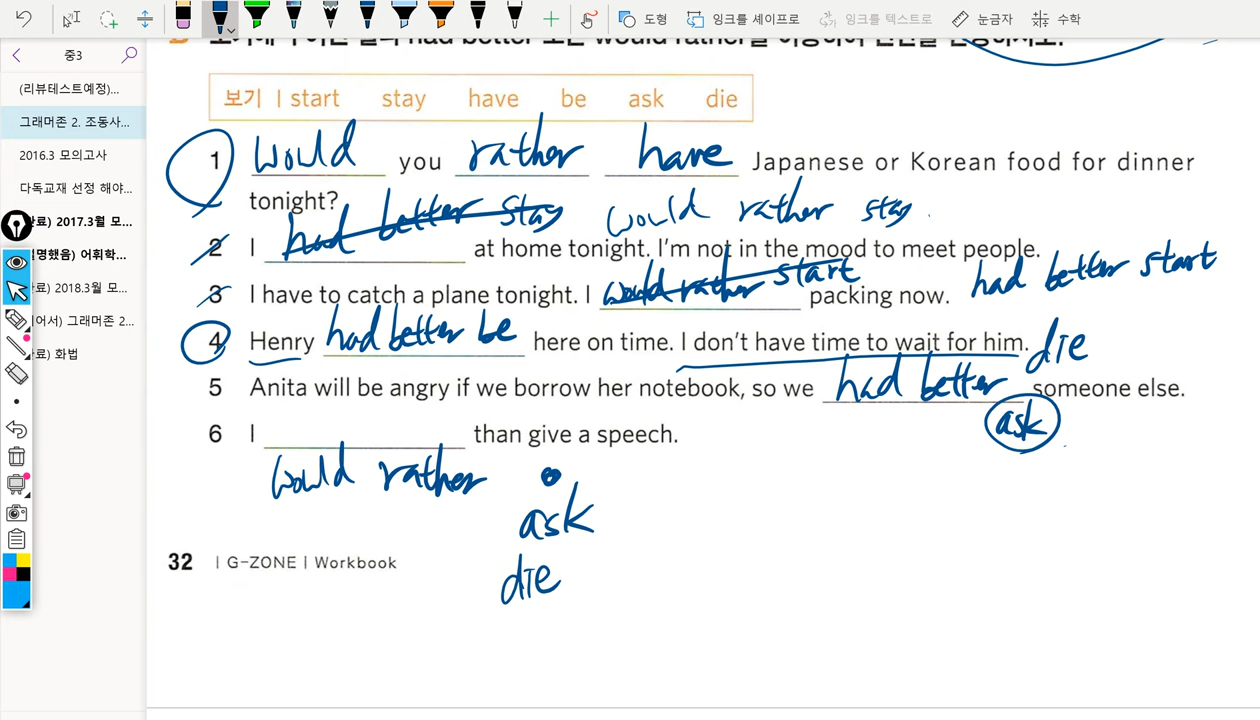 도형 잉크를 셰이프로 잉크를 텍스트로 눈금자 수학
중3
(리뷰테스트예정)...
그래머존 2. 조동사...
2016.3 모의고사
다독교재 선정 해야...
2017.3월 모...
어휘학...
2018.3월 모...
그래머존 2...
화법
보기 | start stay have be ask die
1 would you rather have Japanese or Korean food for dinner
tonight?
had better stay would rather stay
2 I at home tonight. I'm not in the mood to meet people.
3 I have to catch a plane tonight. I would rather start packing now. had better start
4 Henry had better be here on time. I don't have time to wait for him. die
5 Anita will be angry if we borrow her notebook, so we had better someone else.
ask
6 I than give a speech.
would rather
ask
die
32 | G-ZONE | Workbook